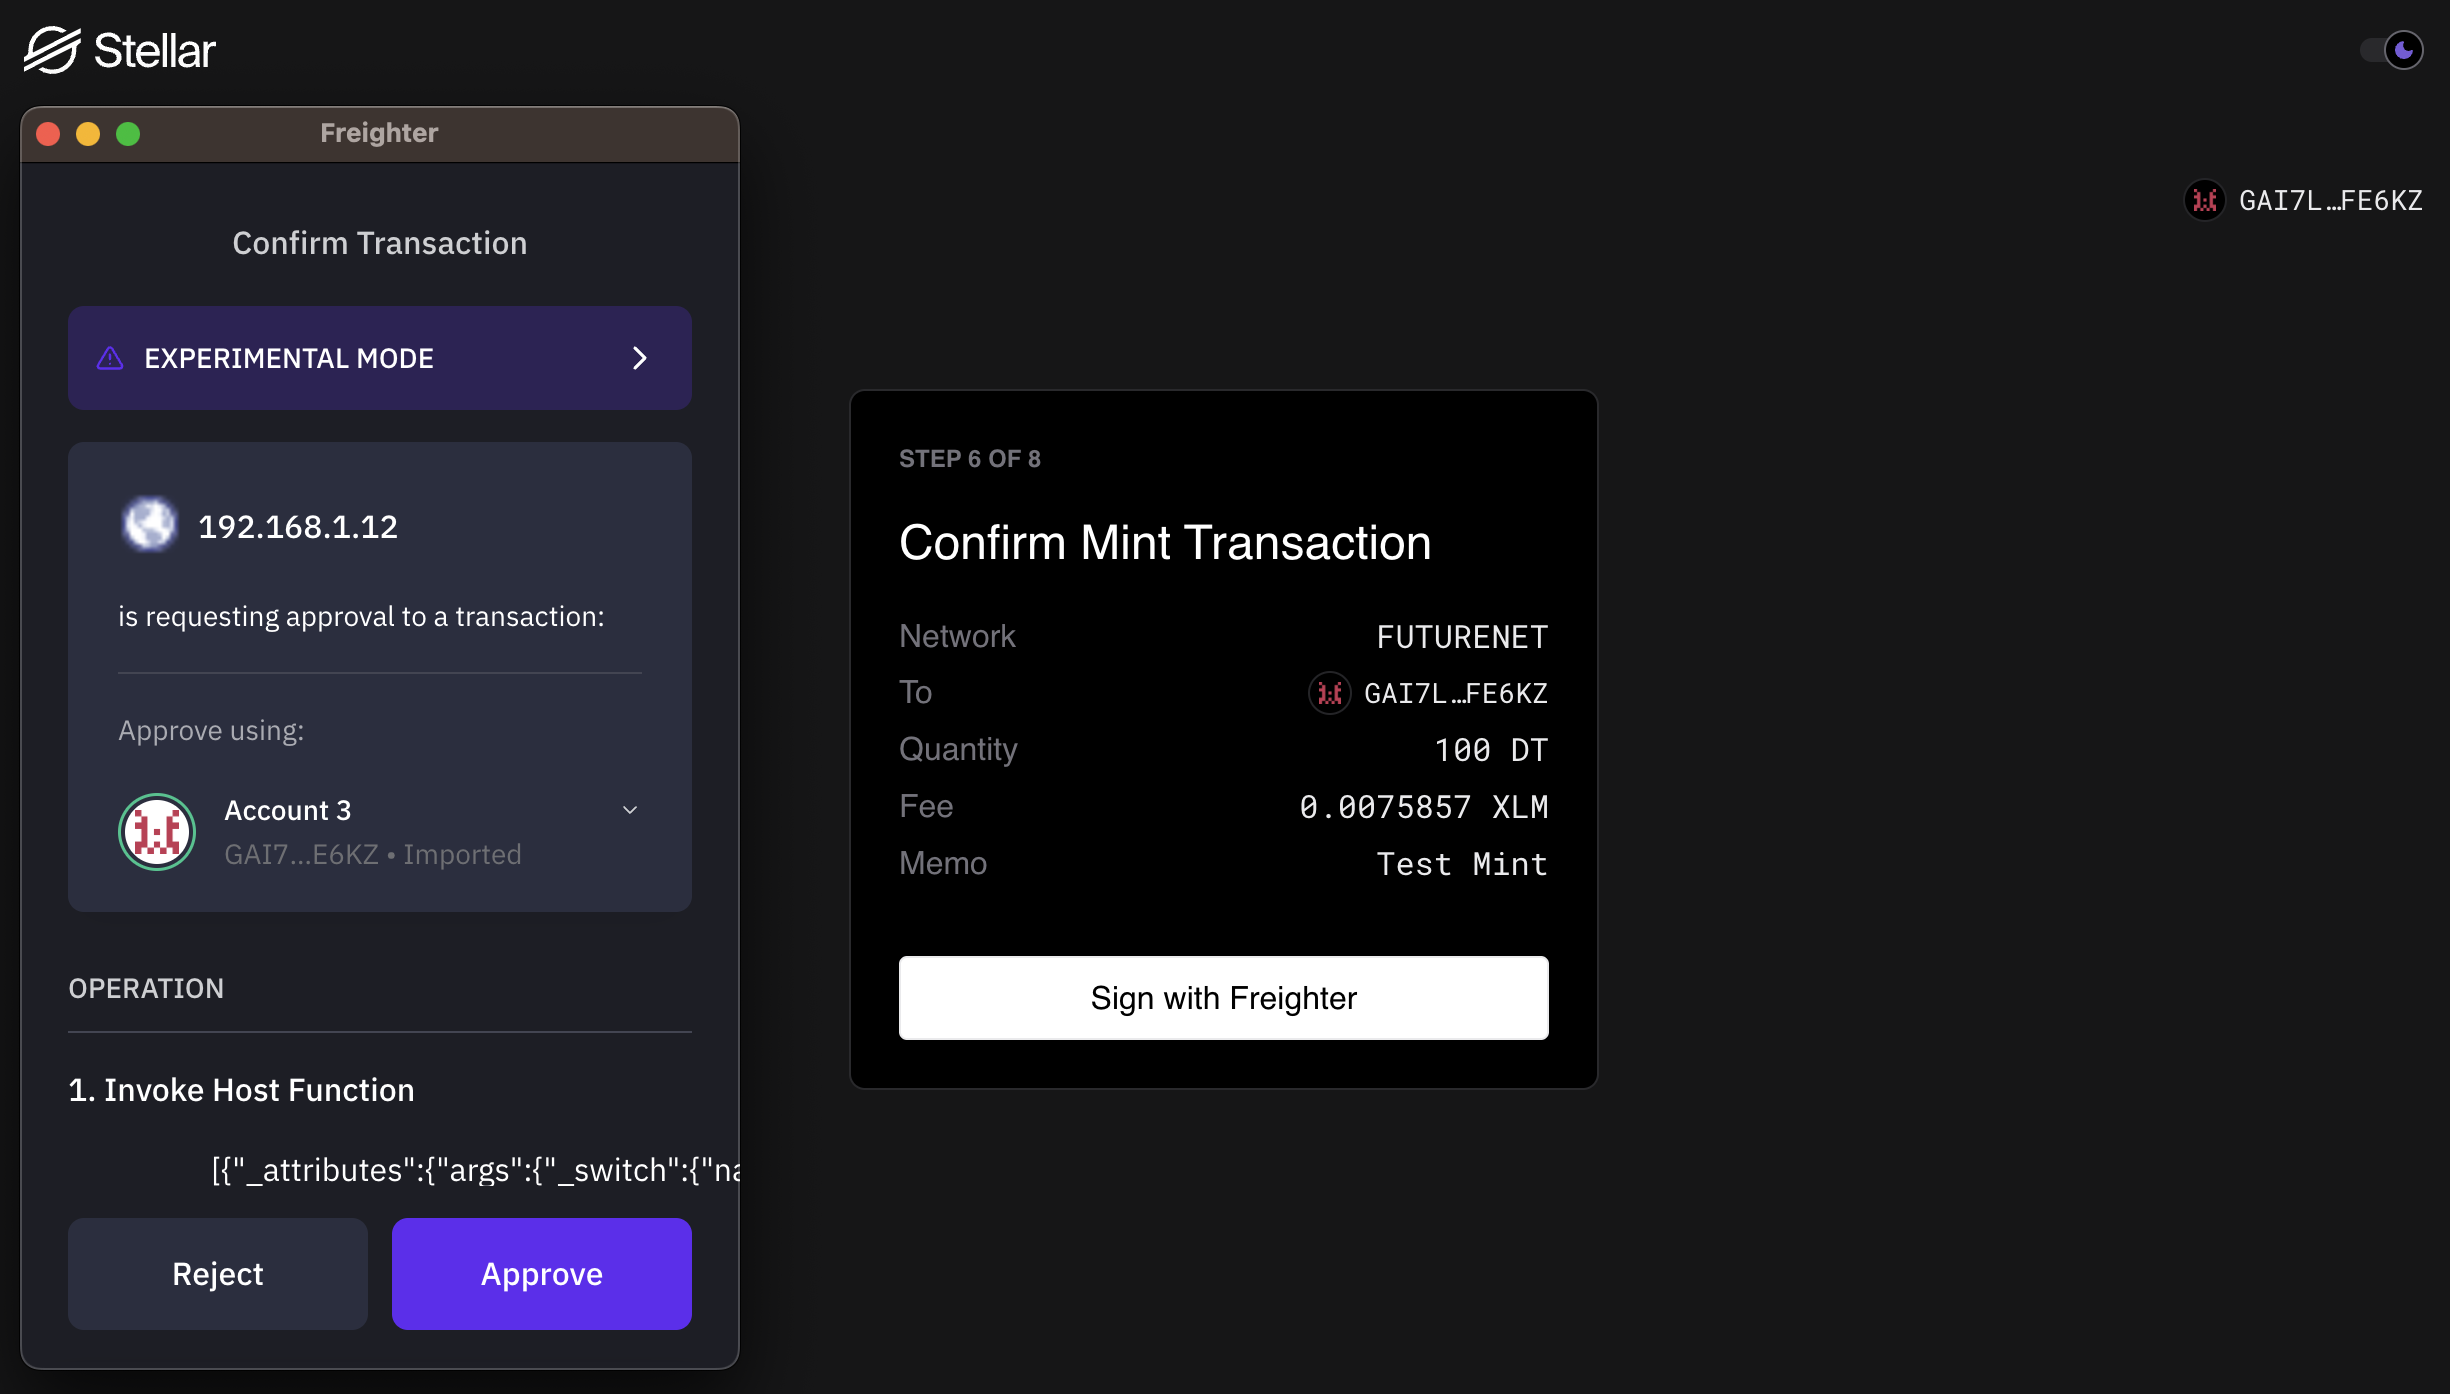 Stellar
GAI7L…FE6KZ
Freighter
Confirm Transaction
EXPERIMENTAL MODE
192.168.1.12
is requesting approval to a transaction:
Approve using:
Account 3
GAI7...E6KZ • Imported
OPERATION
1. Invoke Host Function
[{"_attributes":{"args":{"_switch":{"na
Reject
Approve
STEP 6 OF 8
Confirm Mint Transaction
Network FUTURENET
To GAI7L…FE6KZ
Quantity 100 DT
Fee 0.0075857 XLM
Memo Test Mint
Sign with Freighter